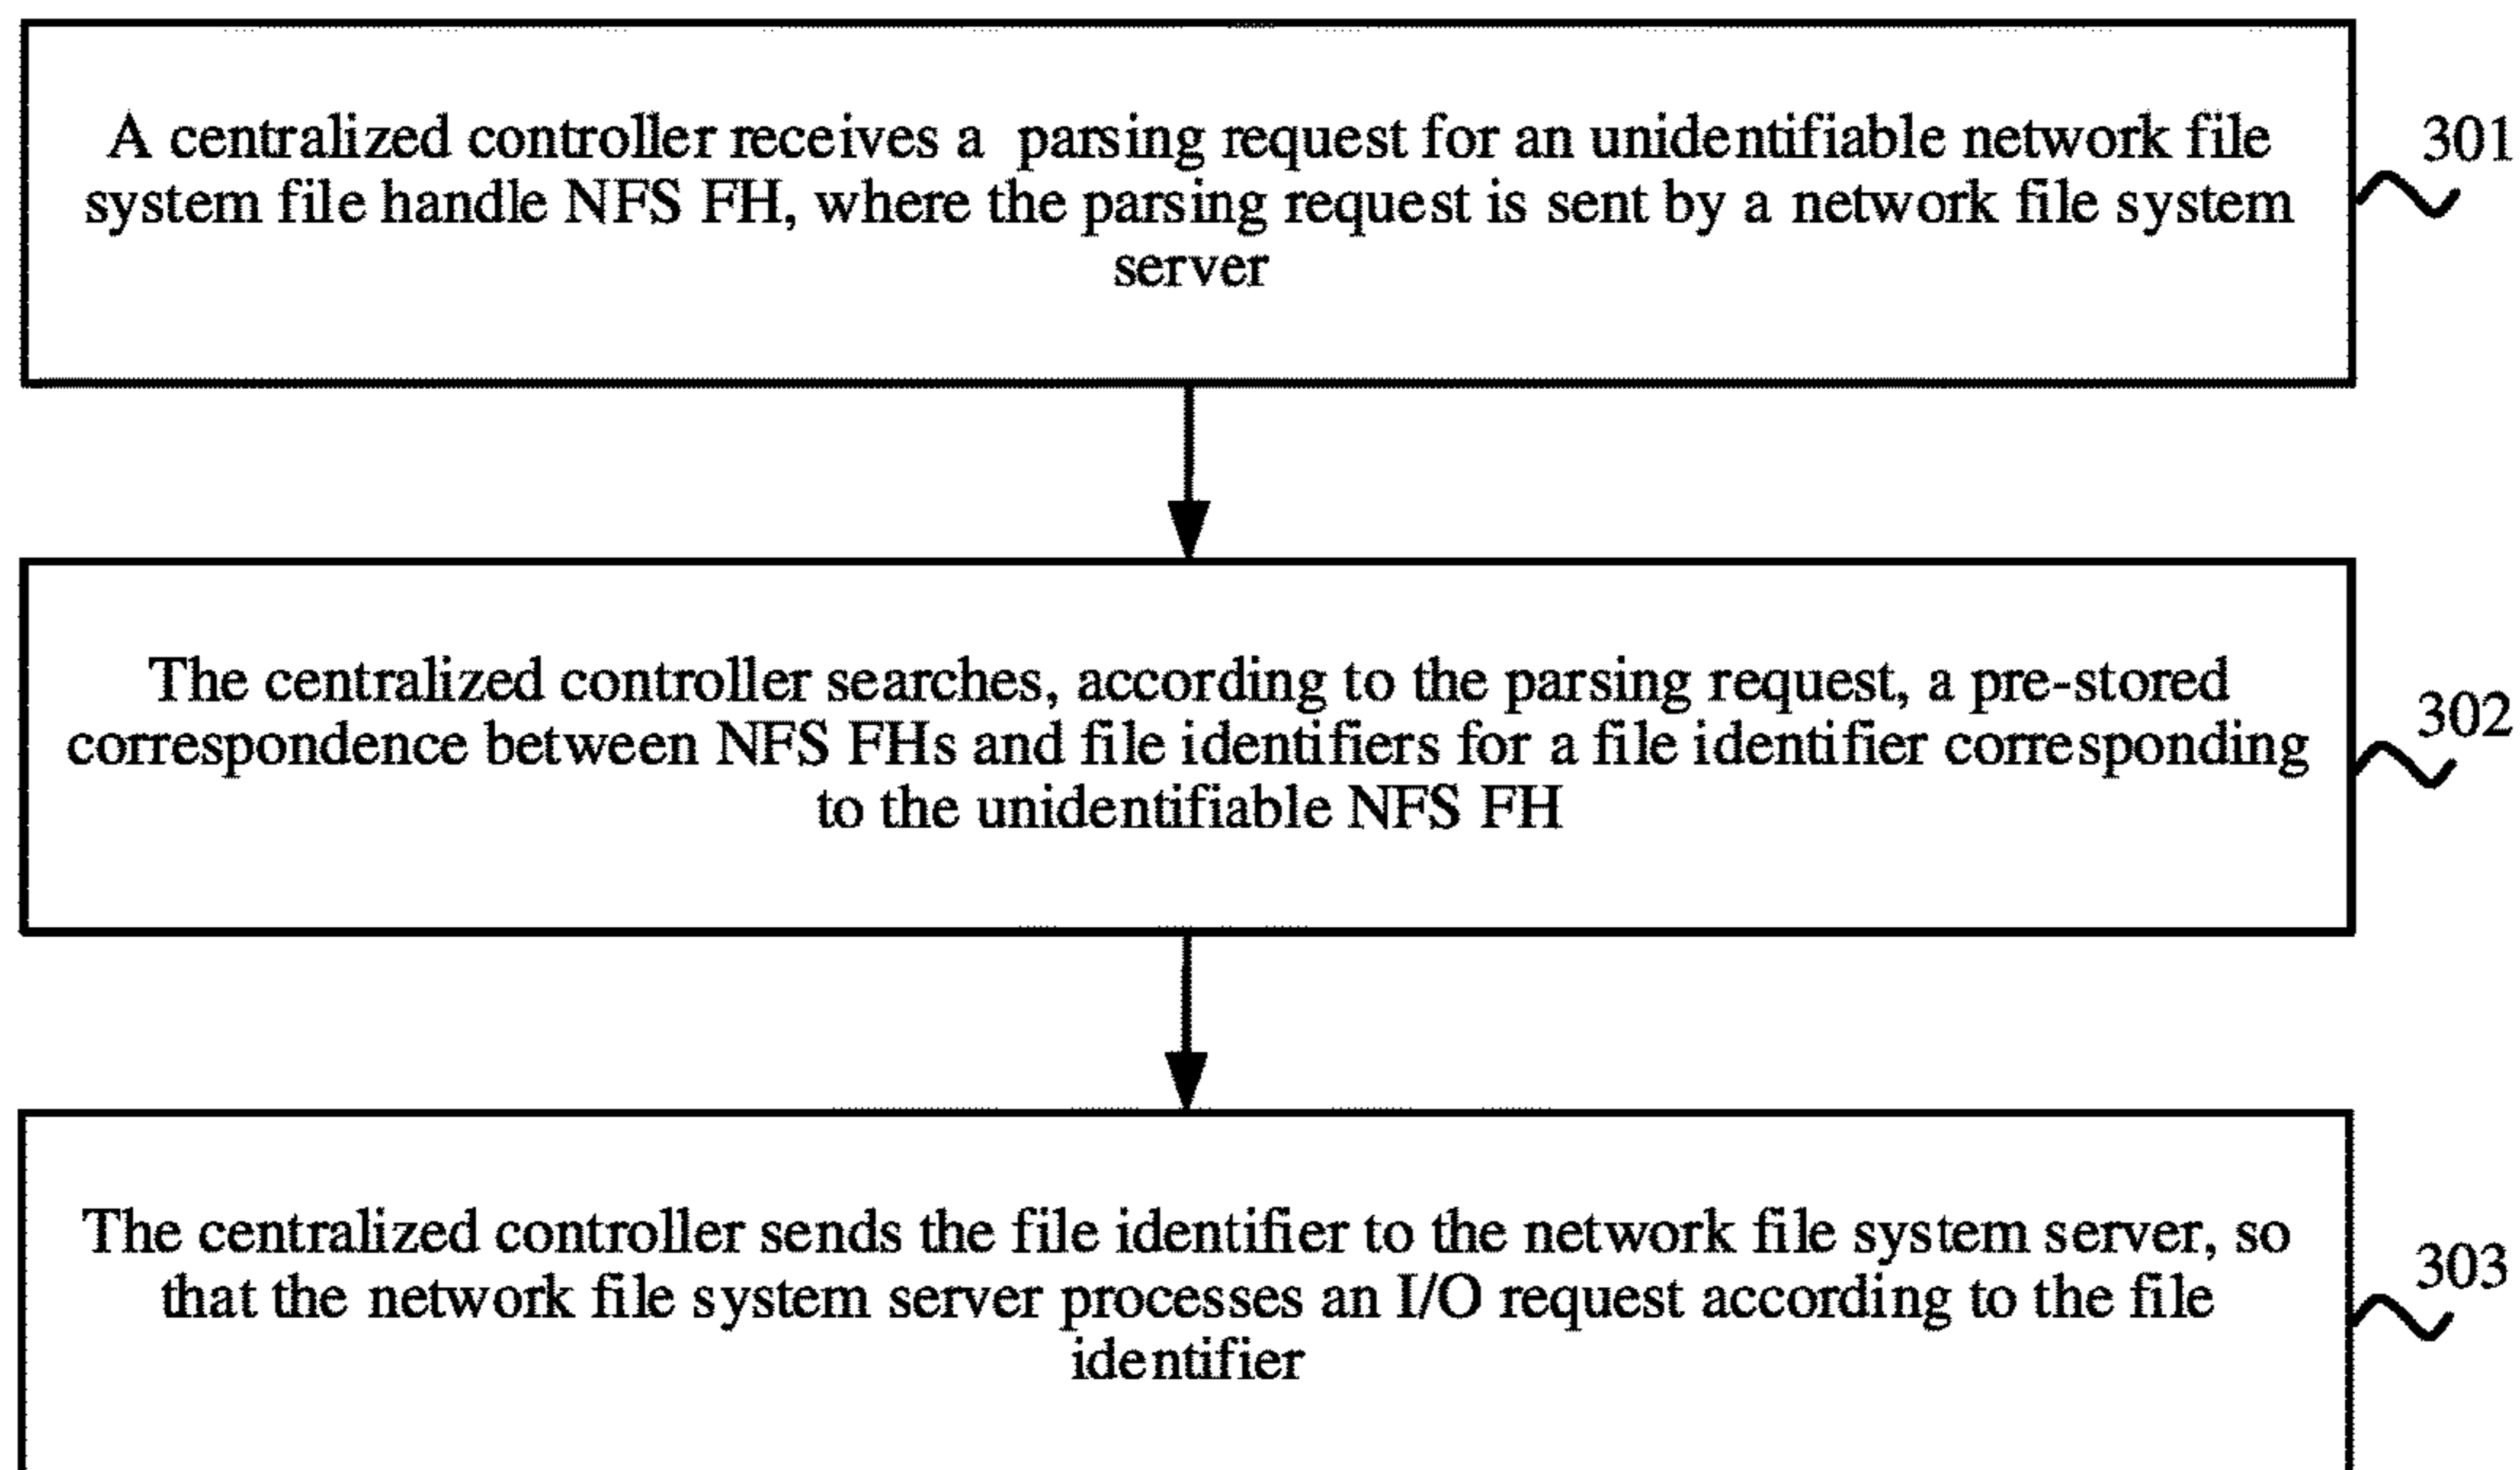 A centralized controller receives a parsing request for an unidentifiable network file
system file handle NFS FH, where the parsing request is sent by a network file system
server
301
The centralized controller searches, according to the parsing request, a pre-stored
correspondence between NFS FHs and file identifiers for a file identifier corresponding
to the unidentifiable NFS FH
302
The centralized controller sends the file identifier to the network file system server, so
that the network file system server processes an I/O request according to the file
identifier
303